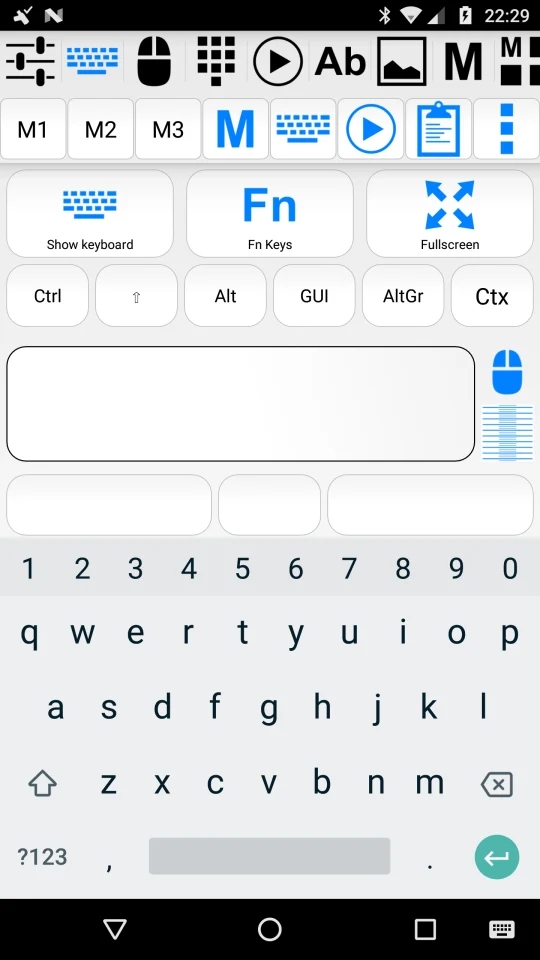 22:29
Ab M M
M1 M2 M3 M
Fn
Show keyboard Fn Keys Fullscreen
Ctrl ⇧ Alt GUI AltGr Ctx
1 2 3 4 5 6 7 8 9 0
q w e r t y u i o p
a s d f g h j k l
z x c v b n m
?123 , .